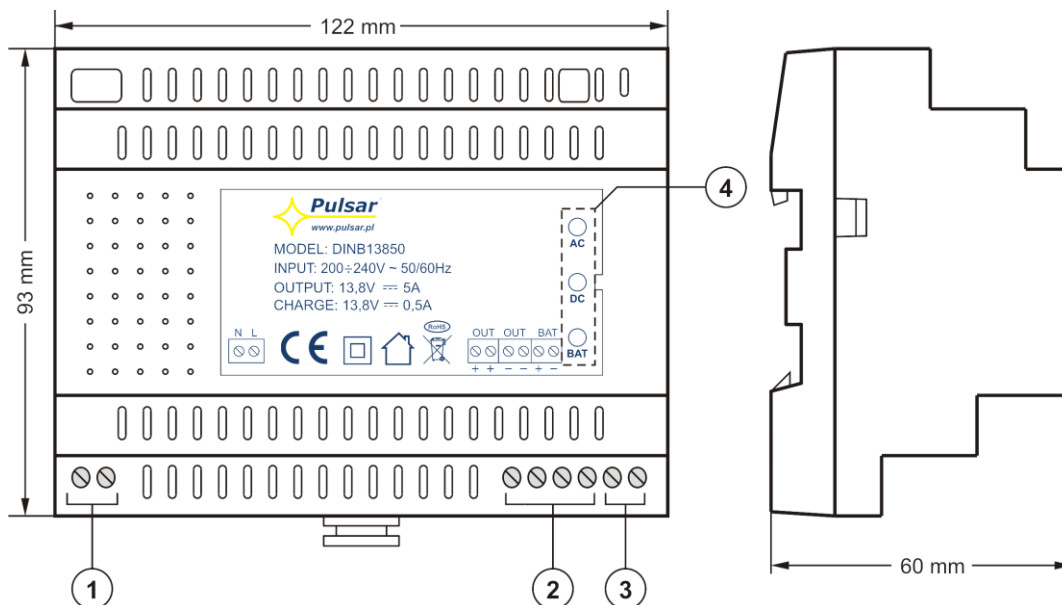 122 mm
93 mm
Pulsar
www.pulsar.pl
MODEL: DINB13850
INPUT: 200÷240V ~ 50/60Hz
OUTPUT: 13,8V ⎓ 5A
CHARGE: 13,8V ⎓ 0,5A
AC
DC
BAT
N L
CE
RoHS
OUT OUT BAT
+ + − − + −
4
1
2
3
60 mm